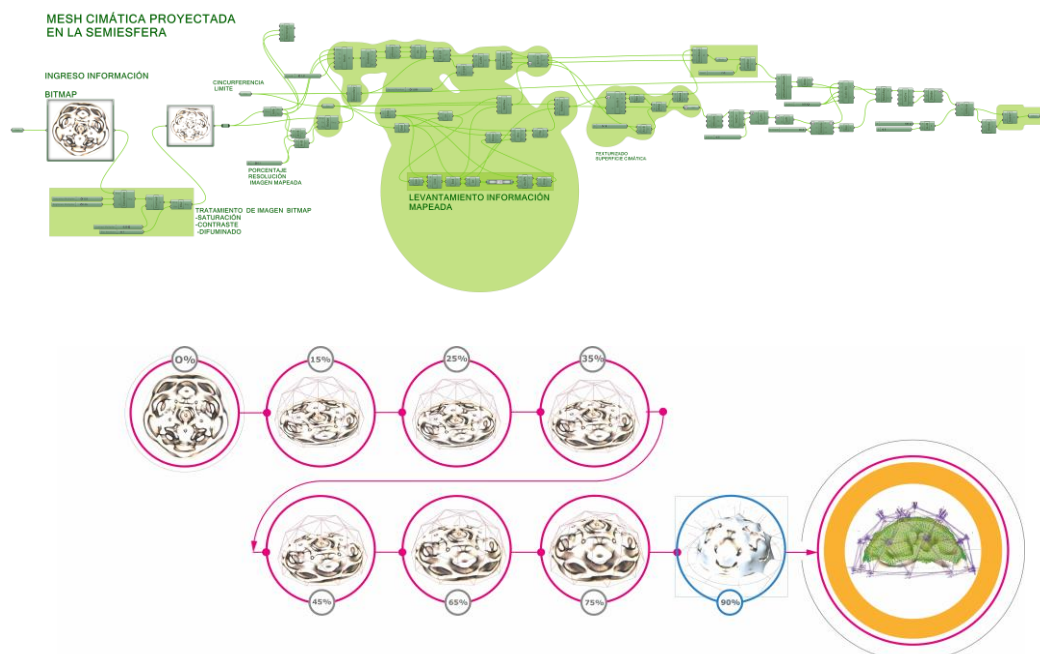 MESH CIMÁTICA PROYECTADA
EN LA SEMIESFERA
INGRESO INFORMACIÓN
BITMAP
CINCURFERENCIA
LIMITE
PORCENTAJE
RESOLUCIÓN
IMAGEN MAPEADA
TRATAMIENTO DE IMAGEN BITMAP
-SATURACIÓN
-CONTRASTE
-DIFUMINADO
LEVANTAMIENTO INFORMACIÓN
MAPEADA
TEXTURIZADO
SUPERFICIE CIMÁTICA
0%
15%
25%
35%
45%
65%
75%
90%